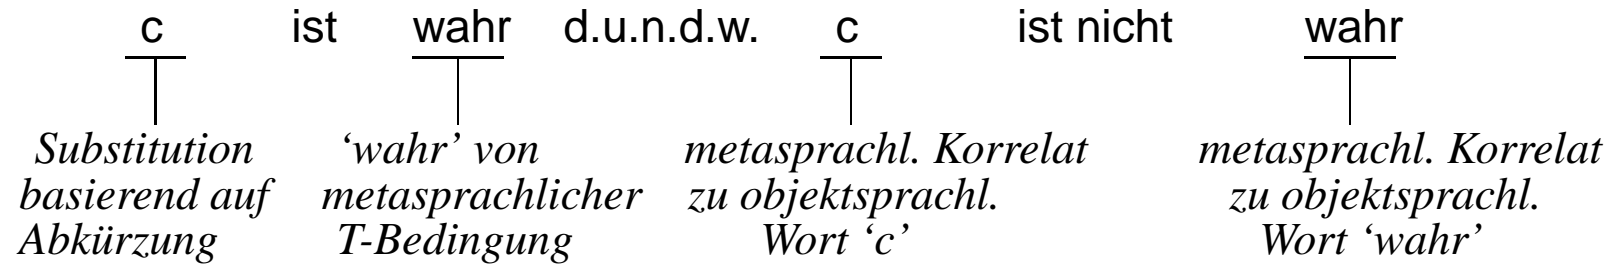 c ist wahr d.u.n.d.w. c ist nicht wahr
Substitution
basierend auf
Abkürzung
‘wahr’ von
metasprachlicher
T-Bedingung
metasprachl. Korrelat
zu objektsprachl.
Wort ‘c’
metasprachl. Korrelat
zu objektsprachl.
Wort ‘wahr’